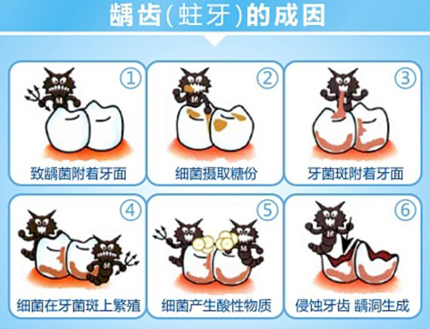 龋齿(蛀牙)的成因
①
②
③
致龋菌附着牙面
细菌摄取糖份
牙菌斑附着牙面
④
⑤
⑥
细菌在牙菌斑上繁殖
细菌产生酸性物质
侵蚀牙齿 龋洞生成